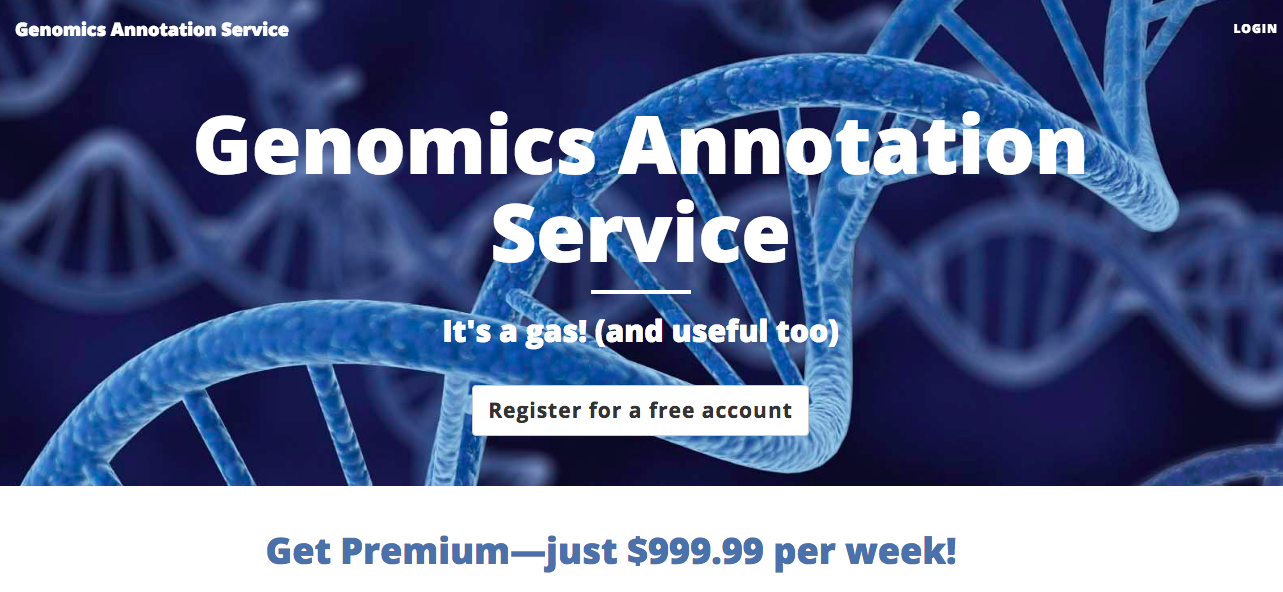 Genomics Annotation Service
LOGIN
Genomics Annotation
Service
It's a gas! (and useful too)
Register for a free account
Get Premium—just $999.99 per week!